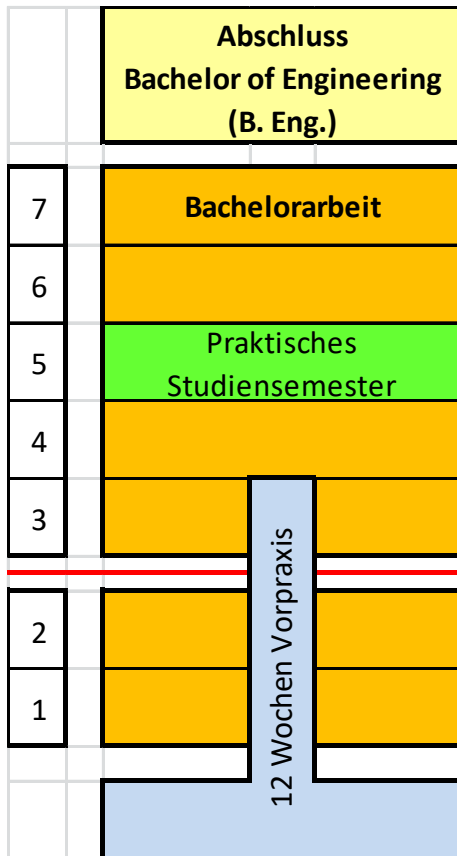 Abschluss
Bachelor of Engineering
(B. Eng.)
7
Bachelorarbeit
6
5
Praktisches
Studiensemester
4
3
12 Wochen Vorpraxis
2
1